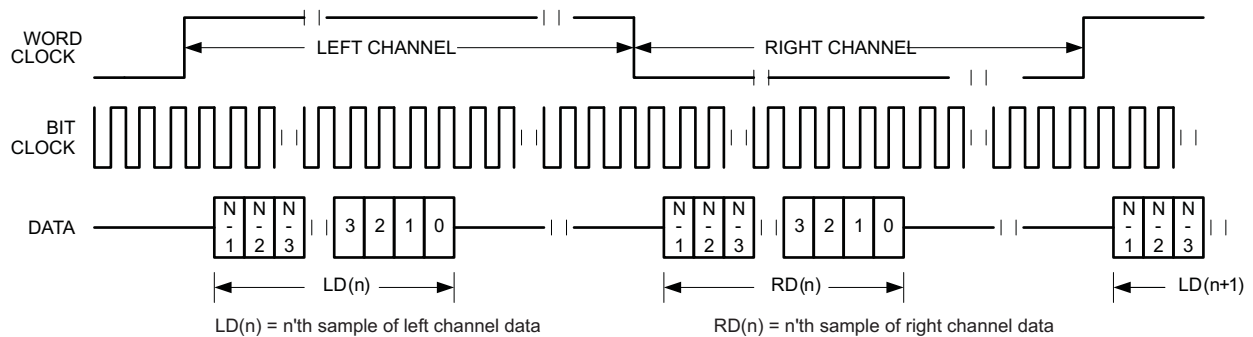 WORD
CLOCK
LEFT CHANNEL
RIGHT CHANNEL
BIT
CLOCK
DATA
N
-
1
N
-
2
N
-
3
3 2 1 0
N
-
1
N
-
2
N
-
3
3 2 1 0
N
-
1
N
-
2
N
-
3
LD(n)
RD(n)
LD(n+1)
LD(n) = n'th sample of left channel data
RD(n) = n'th sample of right channel data